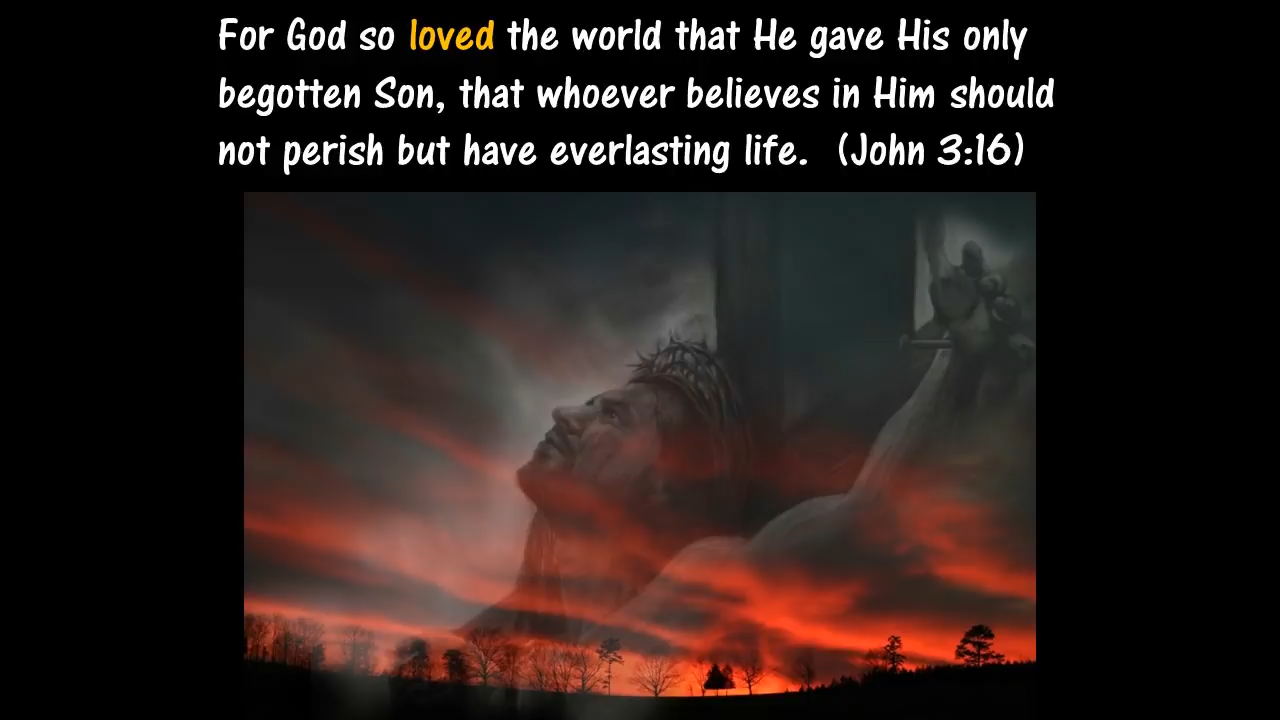 For God so loved the world that He gave His only
begotten Son, that whoever believes in Him should
not perish but have everlasting life.  (John 3:16)